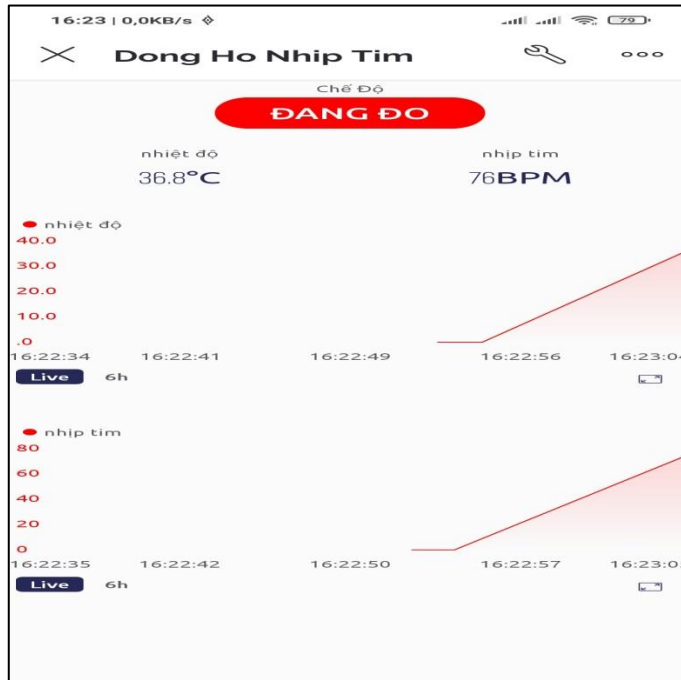 16:23 | 0,0KB/s 79
Dong Ho Nhip Tim
Chế Độ
ĐANG ĐO
nhiệt độ nhịp tim
36.8°C 76BPM
nhiệt độ
40.0
30.0
20.0
10.0
.0
16:22:34 16:22:41 16:22:49 16:22:56 16:23:04
Live 6h
nhịp tim
80
60
40
20
0
16:22:35 16:22:42 16:22:50 16:22:57
Live 6h